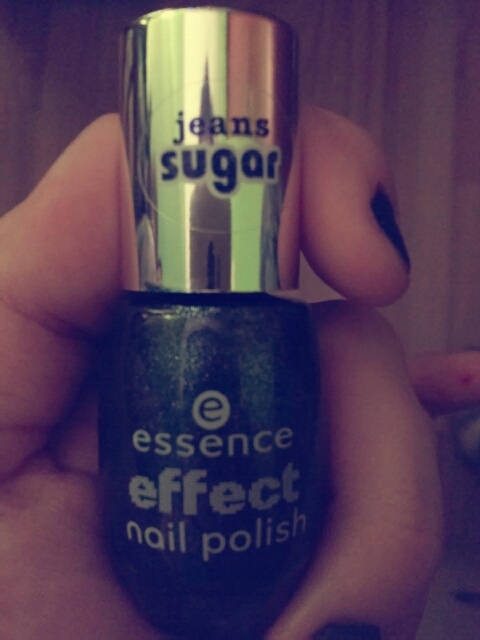 jeans
sugar
e
essence
effect
nail polish